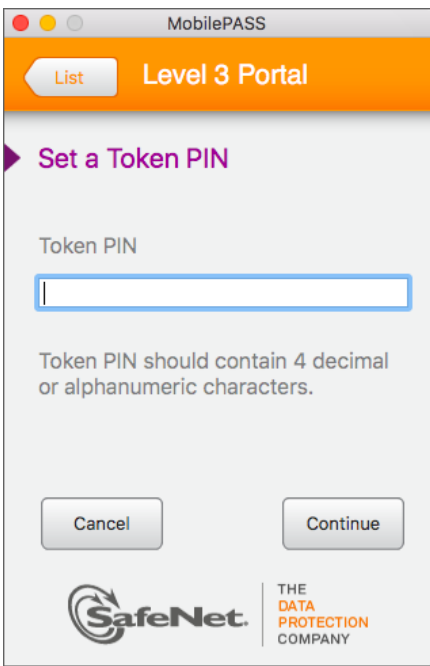 MobilePASS
List
Level 3 Portal
Set a Token PIN
Token PIN
Token PIN should contain 4 decimal
or alphanumeric characters.
Cancel
Continue
SafeNet.
THE
DATA
PROTECTION
COMPANY